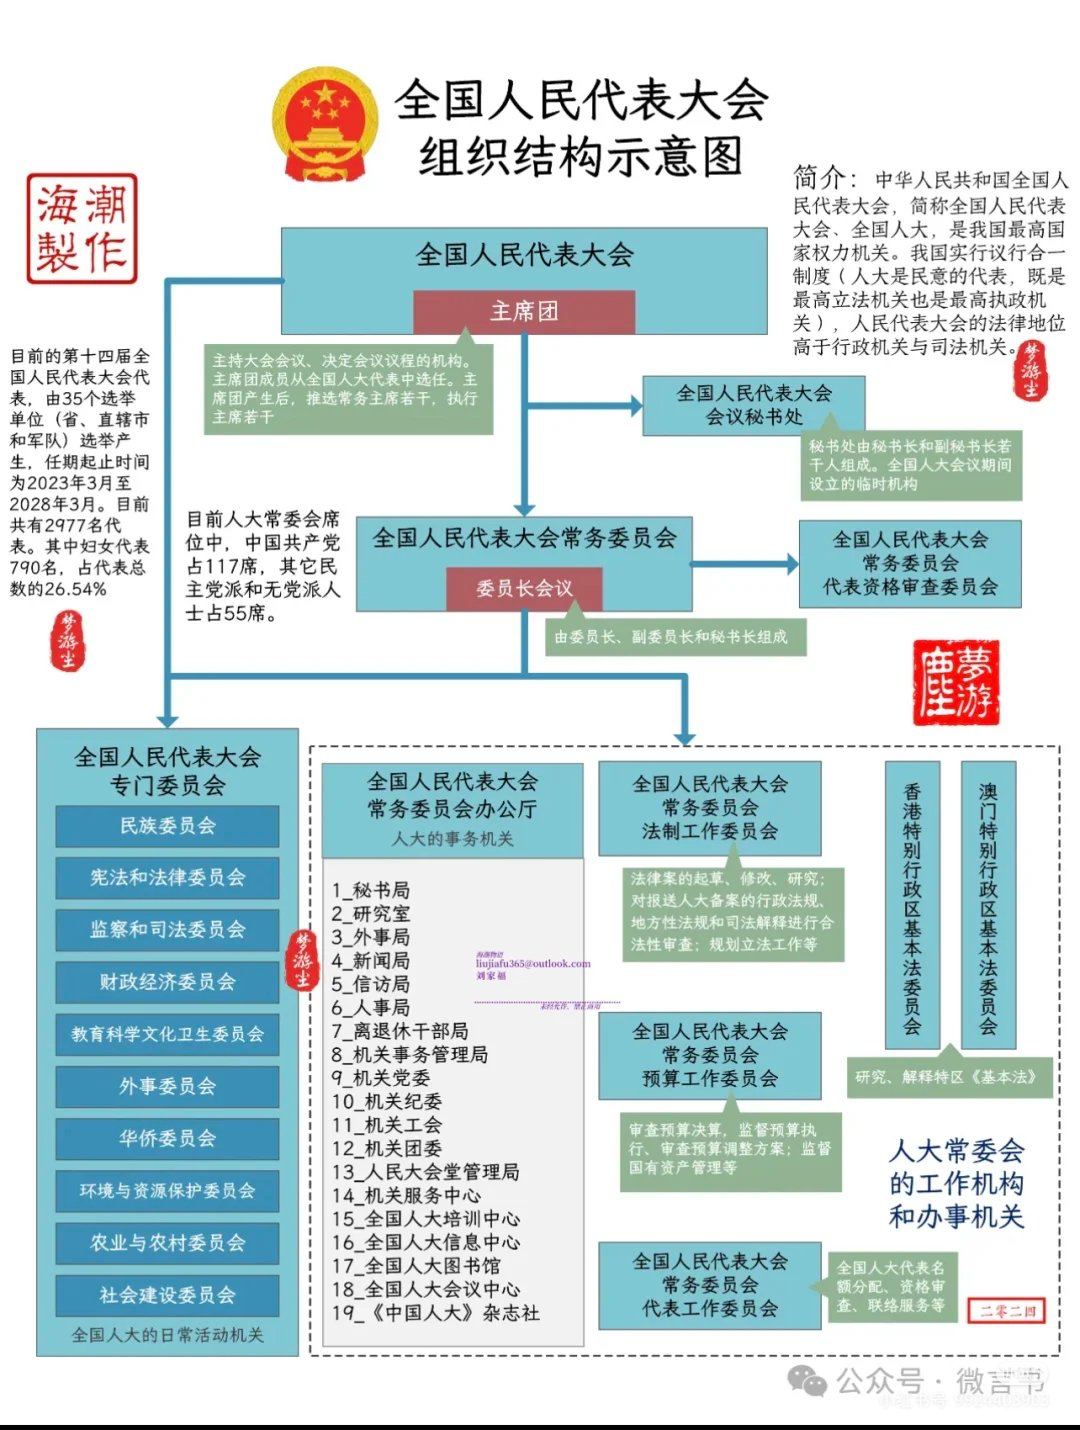 全国人民代表大会
组织结构示意图
海潮
製作
简介：中华人民共和国全国人
民代表大会，简称全国人民代表
大会、全国人大，是我国最高国
家权力机关。我国实行议行合一
制度（人大是民意的代表，既是
最高立法机关也是最高执政机
关），人民代表大会的法律地位
高于行政机关与司法机关。
梦游尘
全国人民代表大会
主席团
主持大会会议、决定会议议程的机构。
主席团成员从全国人大代表中选任。主
席团产生后，推选常务主席若干，执行
主席若干
目前的第十四届全
国人民代表大会代
表，由35个选举
单位（省、直辖市
和军队）选举产
生，任期起止时间
为2023年3月至
2028年3月。目前
共有2977名代
表。其中妇女代表
790名，占代表总
数的26.54%
梦游尘
全国人民代表大会
会议秘书处
秘书处由秘书长和副秘书长若
干人组成。全国人大会议期间
设立的临时机构
目前人大常委会席
位中，中国共产党
占117席，其它民
主党派和无党派人
士占55席。
全国人民代表大会常务委员会
委员长会议
由委员长、副委员长和秘书长组成
全国人民代表大会
常务委员会
代表资格审查委员会
夢游塵
全国人民代表大会
专门委员会
民族委员会
宪法和法律委员会
监察和司法委员会
财政经济委员会
教育科学文化卫生委员会
外事委员会
华侨委员会
环境与资源保护委员会
农业与农村委员会
社会建设委员会
全国人大的日常活动机关
梦游尘
全国人民代表大会
常务委员会办公厅
人大的事务机关
1_秘书局
2_研究室
3_外事局
4_新闻局
5_信访局
6_人事局
7_离退休干部局
8_机关事务管理局
9_机关党委
10_机关纪委
11_机关工会
12_机关团委
13_人民大会堂管理局
14_机关服务中心
15_全国人大培训中心
16_全国人大信息中心
17_全国人大图书馆
18_全国人大会议中心
19_《中国人大》杂志社
海潮物语
liujiafu365@outlook.com
刘家福
未经允许，禁止商用
全国人民代表大会
常务委员会
法制工作委员会
法律案的起草、修改、研究；
对报送人大备案的行政法规、
地方性法规和司法解释进行合
法性审查；规划立法工作等
全国人民代表大会
常务委员会
预算工作委员会
审查预算决算，监督预算执
行、审查预算调整方案；监督
国有资产管理等
全国人民代表大会
常务委员会
代表工作委员会
全国人大代表名
额分配、资格审
查、联络服务等
香港特别行政区基本法委员会
澳门特别行政区基本法委员会
研究、解释特区《基本法》
人大常委会
的工作机构
和办事机关
二零二四
公众号·微言书